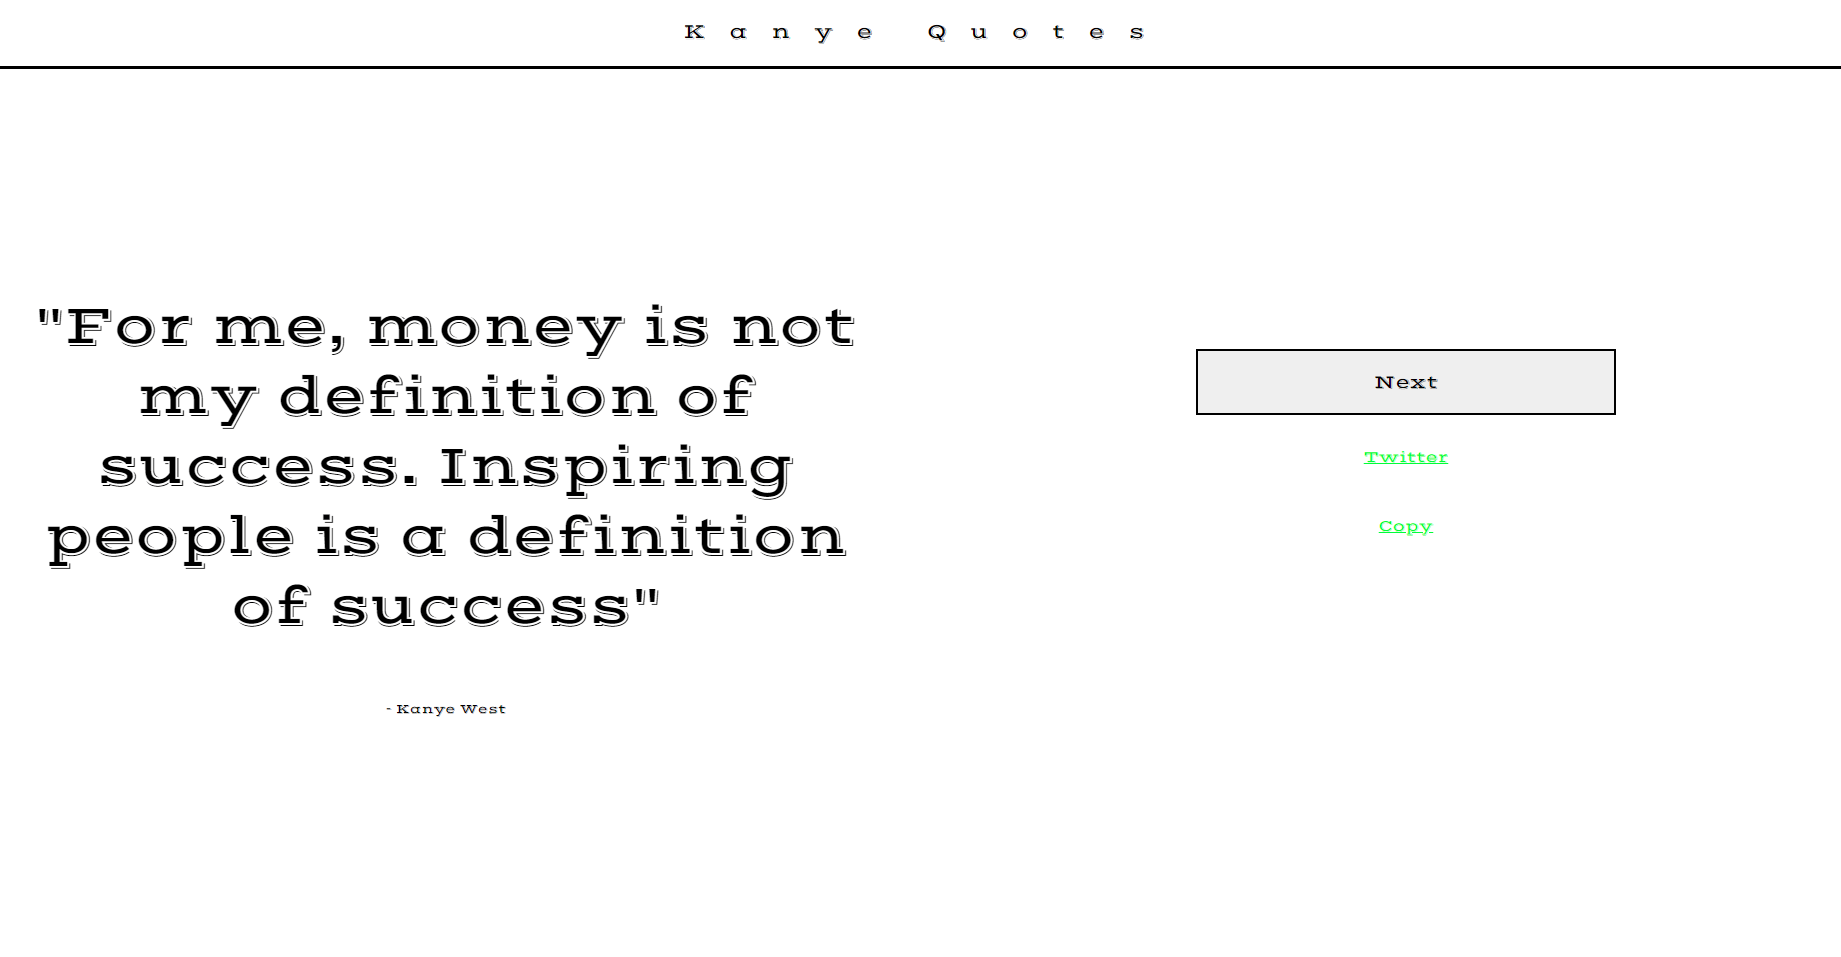 Kanye Quotes
"For me, money is not
my definition of
success. Inspiring
people is a definition
of success"
- Kanye West
Next
Twitter
Copy